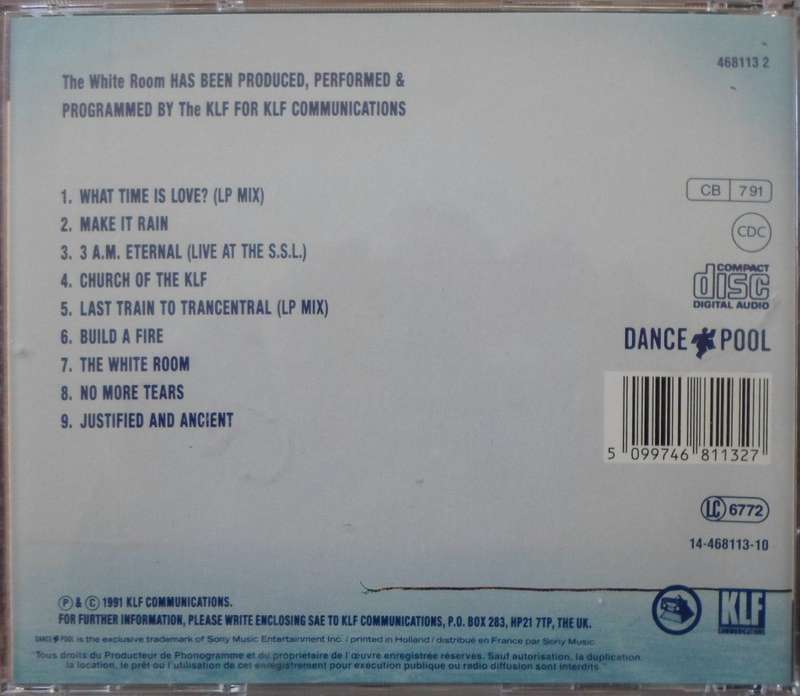 468113 2
The White Room HAS BEEN PRODUCED, PERFORMED &
PROGRAMMED BY The KLF FOR KLF COMMUNICATIONS
1. WHAT TIME IS LOVE? (LP MIX)
2. MAKE IT RAIN
3. 3 A.M. ETERNAL (LIVE AT THE S.S.L.)
4. CHURCH OF THE KLF
5. LAST TRAIN TO TRANCENTRAL (LP MIX)
6. BUILD A FIRE
7. THE WHITE ROOM
8. NO MORE TEARS
9. JUSTIFIED AND ANCIENT
CB 791
CDC
COMPACT
disc
DIGITAL AUDIO
DANCE POOL
5 099746 811327
LC 6772
14-468113-10
Ⓟ & © 1991 KLF COMMUNICATIONS.
FOR FURTHER INFORMATION, PLEASE WRITE ENCLOSING SAE TO KLF COMMUNICATIONS, P.O. BOX 283, HP21 7TP, THE UK.
KLF
COMMUNICATIONS
DANCE POOL is the exclusive trademark of Sony Music Entertainment Inc. / printed in Holland / distribué en France par Sony Music
Tous droits du Producteur de Phonogramme et du proprietaire de l'œuvre enregistrée réservés. Sauf autorisation, la duplication,
la location, le prêt ou l'utilisation de cet enregistrement pour exécution publique ou radio diffusion sont interdits